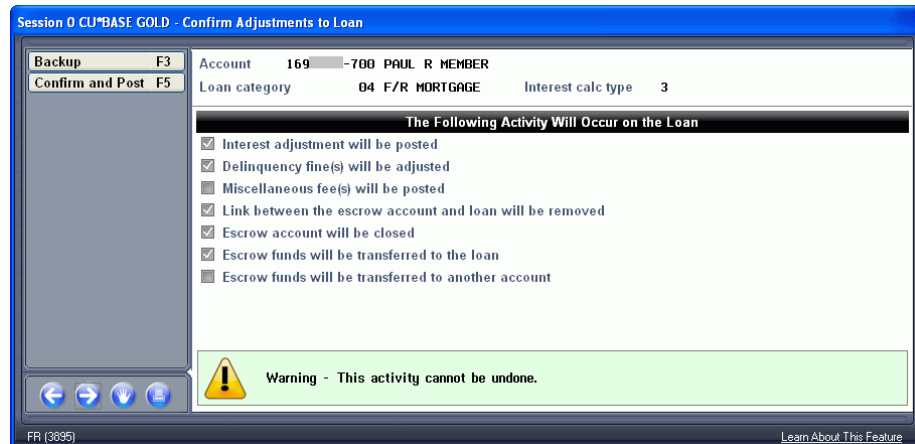 Session 0 CU*BASE GOLD - Confirm Adjustments to Loan
Backup F3
Confirm and Post F5
Account 169 -700 PAUL R MEMBER
Loan category 04 F/R MORTGAGE Interest calc type 3
The Following Activity Will Occur on the Loan
Interest adjustment will be posted
Delinquency fine(s) will be adjusted
Miscellaneous fee(s) will be posted
Link between the escrow account and loan will be removed
Escrow account will be closed
Escrow funds will be transferred to the loan
Escrow funds will be transferred to another account
Warning - This activity cannot be undone.
FR (3895) Learn About This Feature